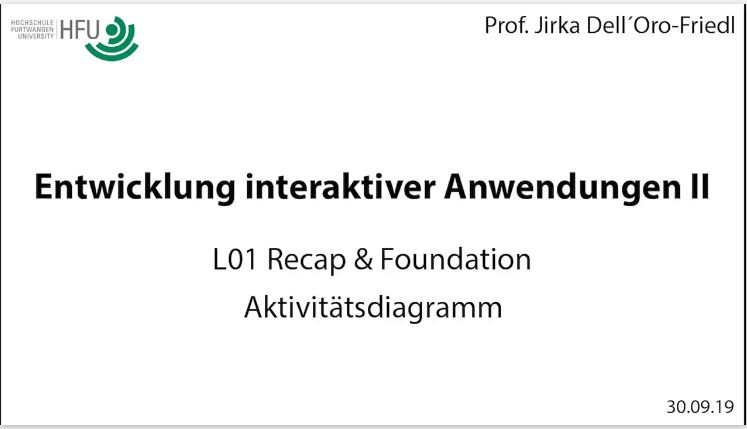 HOCHSCHULE
FURTWANGEN
UNIVERSITY
HFU
Prof. Jirka Dell´Oro-Friedl
Entwicklung interaktiver Anwendungen II
L01 Recap & Foundation
Aktivitätsdiagramm
30.09.19